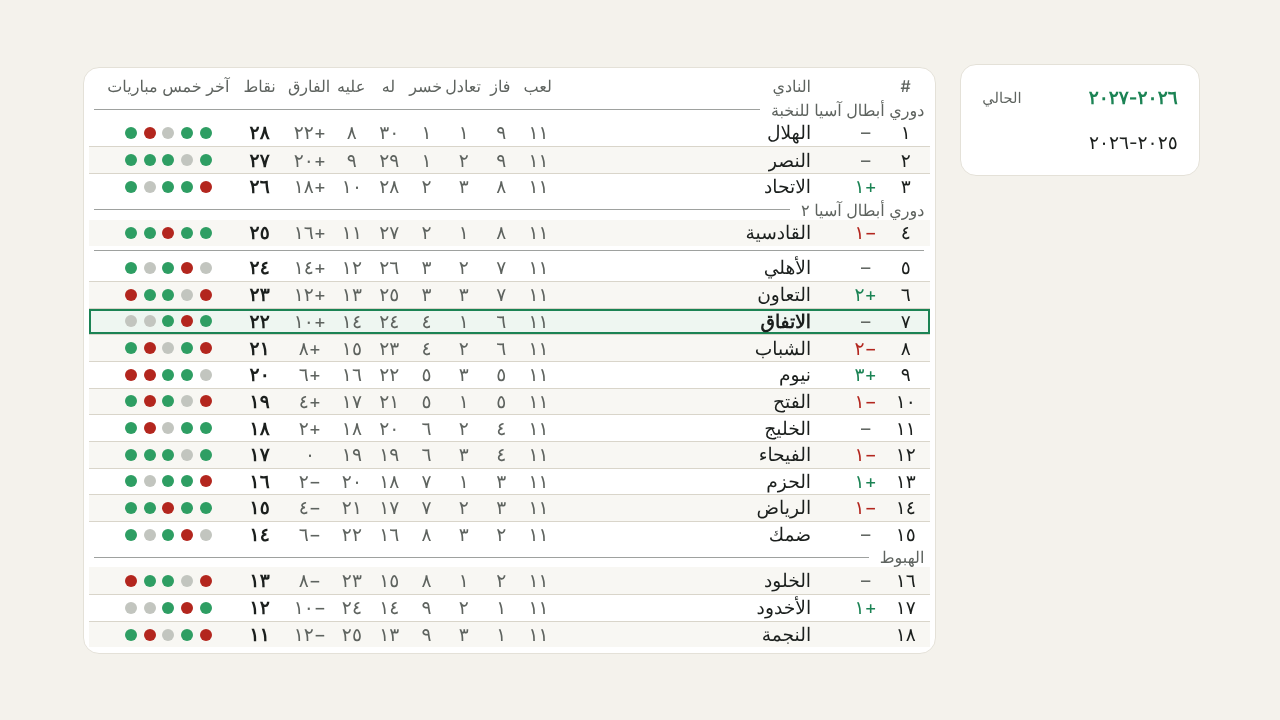 ٢٠٢٦-٢٠٢٧ الحالي
٢٠٢٥-٢٠٢٦
# النادي لعب فاز تعادل خسر له عليه الفارق نقاط آخر خمس مباريات
دوري أبطال آسيا للنخبة
١ – الهلال ١١ ٩ ١ ١ ٣٠ ٨ +٢٢ ٢٨
٢ – النصر ١١ ٩ ٢ ١ ٢٩ ٩ +٢٠ ٢٧
٣ +١ الاتحاد ١١ ٨ ٣ ٢ ٢٨ ١٠ +١٨ ٢٦
دوري أبطال آسيا ٢
٤ –١ القادسية ١١ ٨ ١ ٢ ٢٧ ١١ +١٦ ٢٥
٥ – الأهلي ١١ ٧ ٢ ٣ ٢٦ ١٢ +١٤ ٢٤
٦ +٢ التعاون ١١ ٧ ٣ ٣ ٢٥ ١٣ +١٢ ٢٣
٧ – الاتفاق ١١ ٦ ١ ٤ ٢٤ ١٤ +١٠ ٢٢
٨ –٢ الشباب ١١ ٦ ٢ ٤ ٢٣ ١٥ +٨ ٢١
٩ +٣ نيوم ١١ ٥ ٣ ٥ ٢٢ ١٦ +٦ ٢٠
١٠ –١ الفتح ١١ ٥ ١ ٥ ٢١ ١٧ +٤ ١٩
١١ – الخليج ١١ ٤ ٢ ٦ ٢٠ ١٨ +٢ ١٨
١٢ –١ الفيحاء ١١ ٤ ٣ ٦ ١٩ ١٩ ٠ ١٧
١٣ +١ الحزم ١١ ٣ ١ ٧ ١٨ ٢٠ –٢ ١٦
١٤ –١ الرياض ١١ ٣ ٢ ٧ ١٧ ٢١ –٤ ١٥
١٥ – ضمك ١١ ٢ ٣ ٨ ١٦ ٢٢ –٦ ١٤
الهبوط
١٦ – الخلود ١١ ٢ ١ ٨ ١٥ ٢٣ –٨ ١٣
١٧ +١ الأخدود ١١ ١ ٢ ٩ ١٤ ٢٤ –١٠ ١٢
١٨ النجمة ١١ ١ ٣ ٩ ١٣ ٢٥ –١٢ ١١